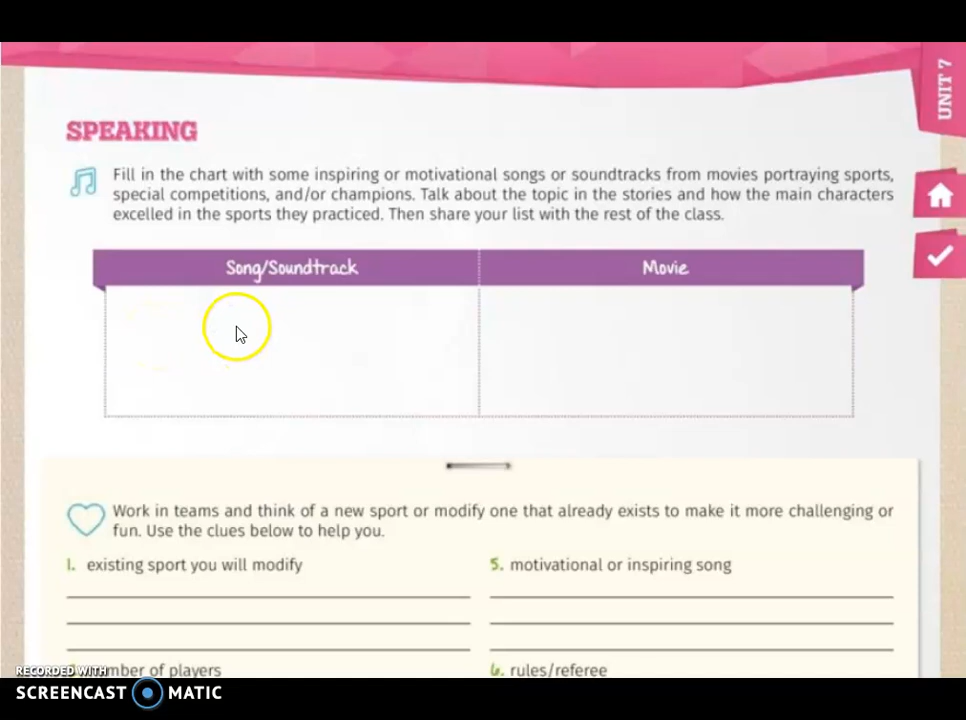 UNIT 7
SPEAKING
Fill in the chart with some inspiring or motivational songs or soundtracks from movies portraying sports,
special competitions, and/or champions. Talk about the topic in the stories and how the main characters
excelled in the sports they practiced. Then share your list with the rest of the class.
Song/Soundtrack
Movie
Work in teams and think of a new sport or modify one that already exists to make it more challenging or
fun. Use the clues below to help you.
1. existing sport you will modify
5. motivational or inspiring song
mber of players
6. rules/referee
RECORDED WITH
SCREENCAST MATIC